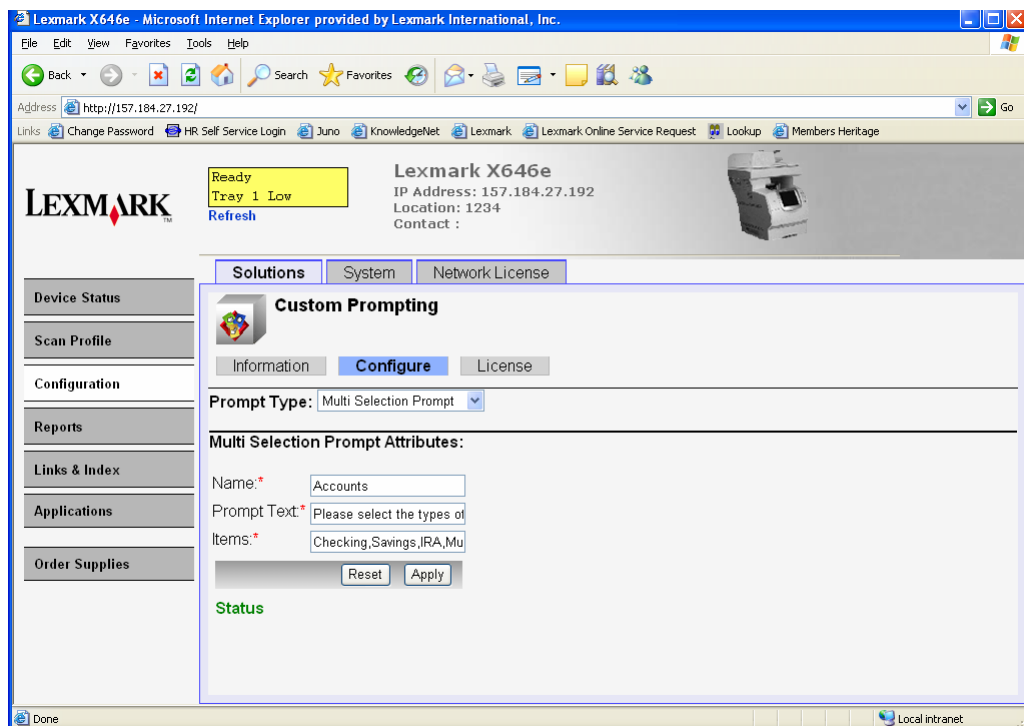 Lexmark X646e - Microsoft Internet Explorer provided by Lexmark International, Inc.
File Edit View Favorites Tools Help
Back Search Favorites
Address http://157.184.27.192/ Go
Links Change Password HR Self Service Login Juno KnowledgeNet Lexmark Lexmark Online Service Request Lookup Members Heritage
LEXMARK TM
Ready
Tray 1 Low
Refresh
Lexmark X646e
IP Address: 157.184.27.192
Location: 1234
Contact :
Solutions System Network License
Device Status
Scan Profile
Configuration
Reports
Links & Index
Applications
Order Supplies
Custom Prompting
Information Configure License
Prompt Type: Multi Selection Prompt
Multi Selection Prompt Attributes:
Name:* Accounts
Prompt Text:* Please select the types of
Items:* Checking,Savings,IRA,Mu
Reset Apply
Status
Done Local intranet